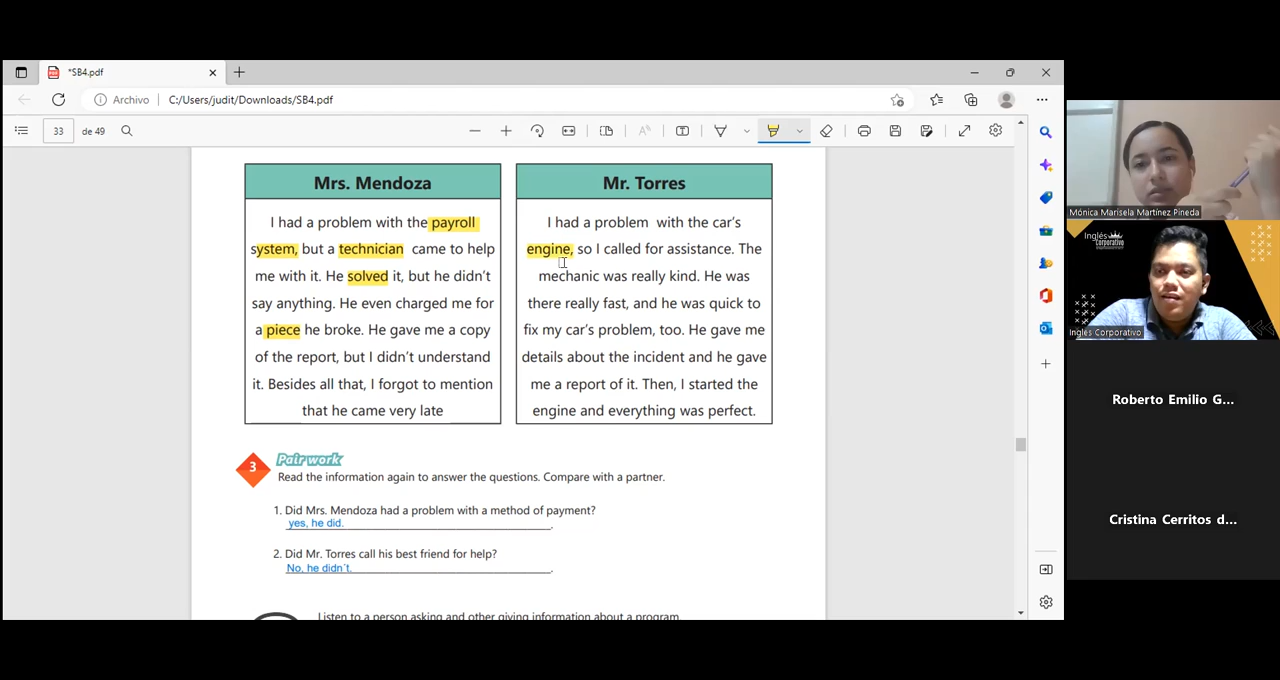 *SB4.pdf
Archivo
C:/Users/judit/Downloads/SB4.pdf
33
de 49
Mrs. Mendoza
I had a problem with the payroll
system, but a technician came to help
me with it. He solved it, but he didn't
say anything. He even charged me for
a piece he broke. He gave me a copy
of the report, but I didn't understand
it. Besides all that, I forgot to mention
that he came very late
Mr. Torres
I had a problem with the car's
engine, so I called for assistance. The
mechanic was really kind. He was
there really fast, and he was quick to
fix my car's problem, too. He gave me
details about the incident and he gave
me a report of it. Then, I started the
engine and everything was perfect.
3
Pair work
Read the information again to answer the questions. Compare with a partner.
1. Did Mrs. Mendoza had a problem with a method of payment?
yes, he did.
2. Did Mr. Torres call his best friend for help?
No, he didn´t.
Listen to a person asking and other giving information about a program.
Mónica Marisela Martínez Pineda
Inglés
Corporativo
Inglés Corporativo
Roberto Emilio G...
Cristina Cerritos d...